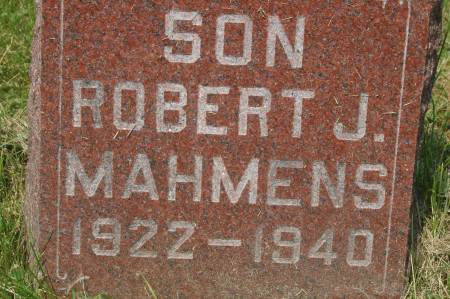 SON
ROBERT J.
MAHMENS
1922-1940